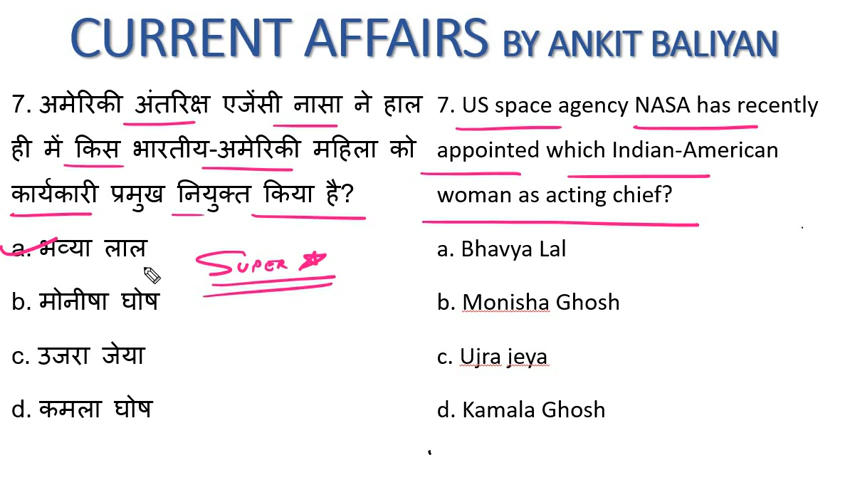 CURRENT AFFAIRS BY ANKIT BALIYAN
7. अमेरिकी अंतरिक्ष एजेंसी नासा ने हाल
ही में किस भारतीय-अमेरिकी महिला को
कार्यकारी प्रमुख नियुक्त किया है?
a. भव्या लाल
SUPER
b. मोनीषा घोष
c. उजरा जेया
d. कमला घोष
7. US space agency NASA has recently
appointed which Indian-American
woman as acting chief?
a. Bhavya Lal
b. Monisha Ghosh
c. Ujra jeya
d. Kamala Ghosh